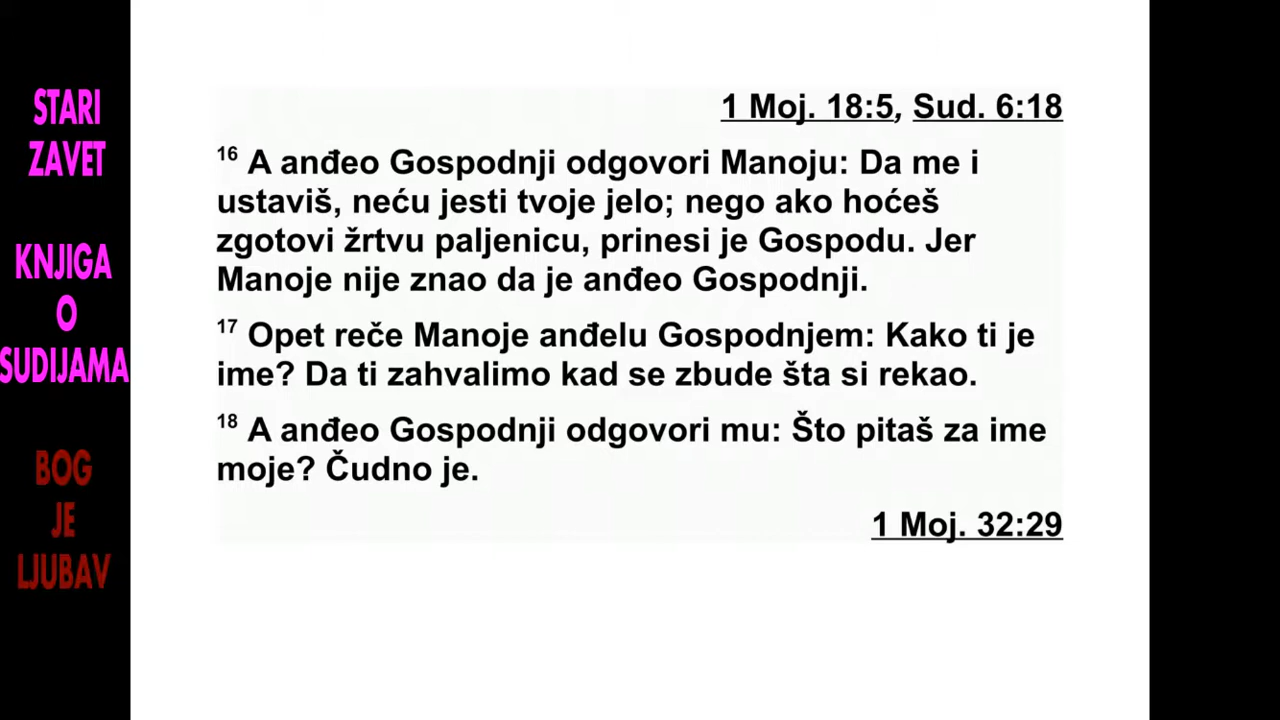 STARI
ZAVET
KNJIGA
O
SUDIJAMA
BOG
JE
LJUBAV
1 Moj. 18:5, Sud. 6:18
16 A anđeo Gospodnji odgovori Manoju: Da me i
ustaviš, neću jesti tvoje jelo; nego ako hoćeš
zgotovi žrtvu paljenicu, prinesi je Gospodu. Jer
Manoje nije znao da je anđeo Gospodnji.
17 Opet reče Manoje anđelu Gospodnjem: Kako ti je
ime? Da ti zahvalimo kad se zbude šta si rekao.
18 A anđeo Gospodnji odgovori mu: Što pitaš za ime
moje? Čudno je.
1 Moj. 32:29